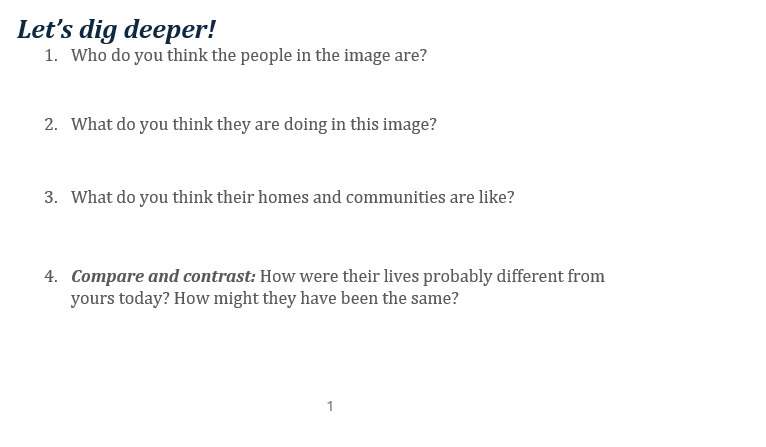 Let's dig deeper!
1. Who do you think the people in the image are?
2. What do you think they are doing in this image?
3. What do you think their homes and communities are like?
4. Compare and contrast: How were their lives probably different from
yours today? How might they have been the same?
1